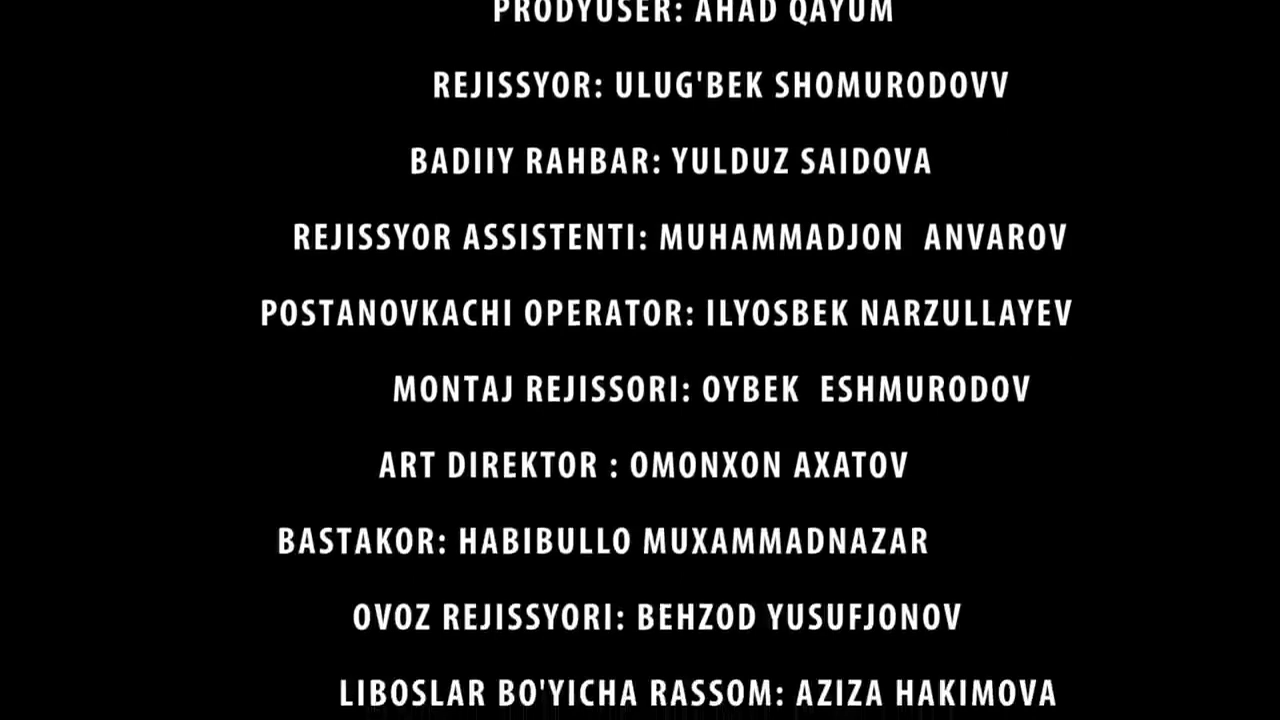 PRODYUSER: AHAD QAYUM
REJISSYOR: ULUG'BEK SHOMURODOVV
BADIIY RAHBAR: YULDUZ SAIDOVA
REJISSYOR ASSISTENTI: MUHAMMADJON  ANVAROV
POSTANOVKACHI OPERATOR: ILYOSBEK NARZULLAYEV
MONTAJ REJISSORI: OYBEK  ESHMURODOV
ART DIREKTOR : OMONXON AXATOV
BASTAKOR: HABIBULLO MUXAMMADNAZAR
OVOZ REJISSYORI: BEHZOD YUSUFJONOV
LIBOSLAR BO'YICHA RASSOM: AZIZA HAKIMOVA